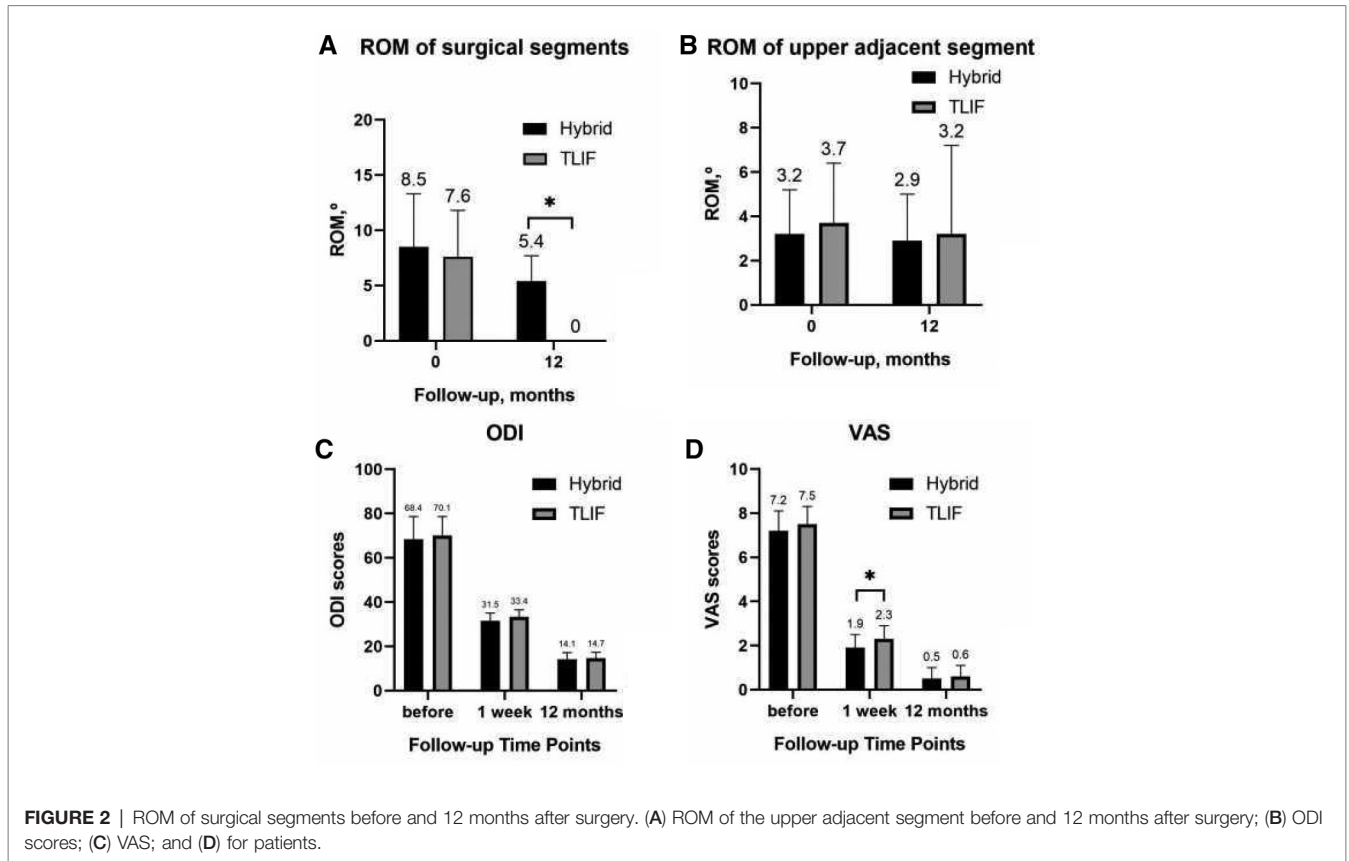 A ROM of surgical segments
20
15
10
5
0
ROM,º
Hybrid
TLIF
8.5
7.6
*
5.4
0
0
12
Follow-up, months
B ROM of upper adjacent segment
10
8
6
4
2
0
ROM,º
Hybrid
TLIF
3.2
3.7
2.9
3.2
0
12
Follow-up, months
C
ODI
100
80
60
40
20
0
ODI scores
Hybrid
TLIF
68.4
70.1
31.5
33.4
14.1
14.7
before 1 week 12 months
Follow-up Time Points
D
VAS
10
8
6
4
2
0
VAS scores
Hybrid
TLIF
7.2
7.5
*
1.9
2.3
0.5
0.6
before 1 week 12 months
Follow-up Time Points
FIGURE 2 | ROM of surgical segments before and 12 months after surgery. (A) ROM of the upper adjacent segment before and 12 months after surgery; (B) ODI
scores; (C) VAS; and (D) for patients.